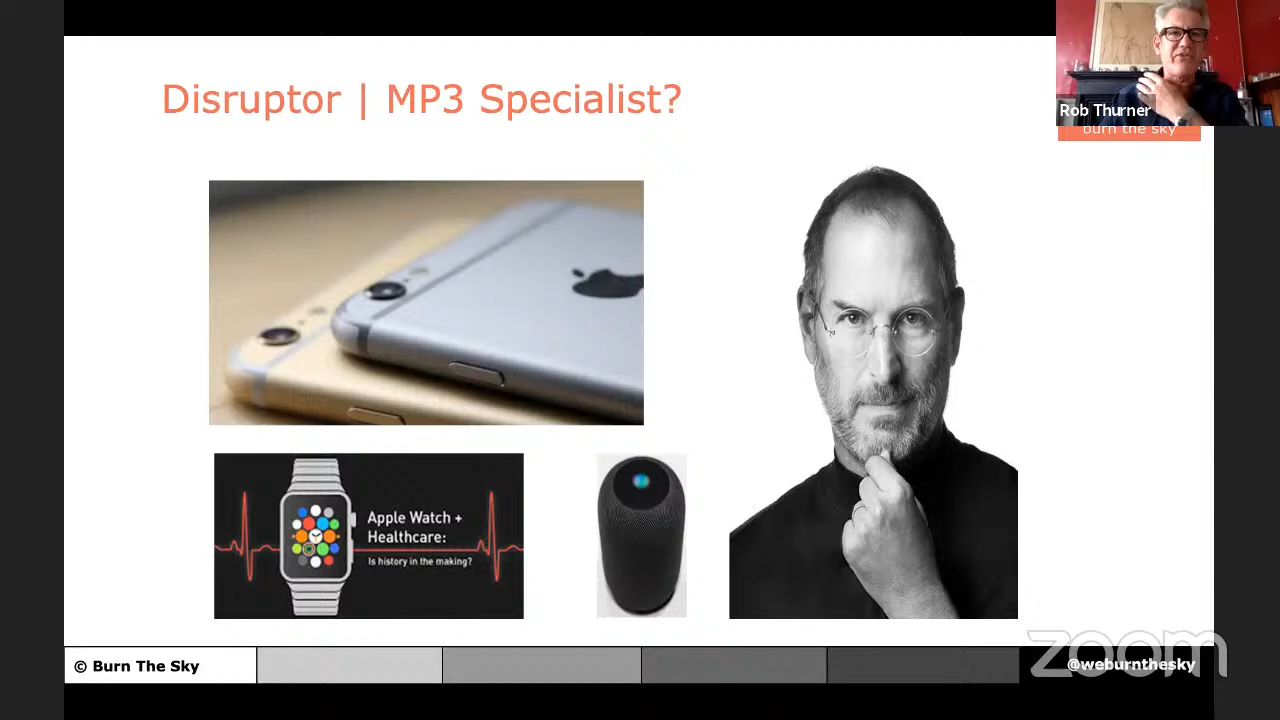 Disruptor | MP3 Specialist?
Rob Thurner
burn the sky
Apple Watch +
Healthcare:
Is history in the making?
© Burn The Sky
zoom
@weburnthesky